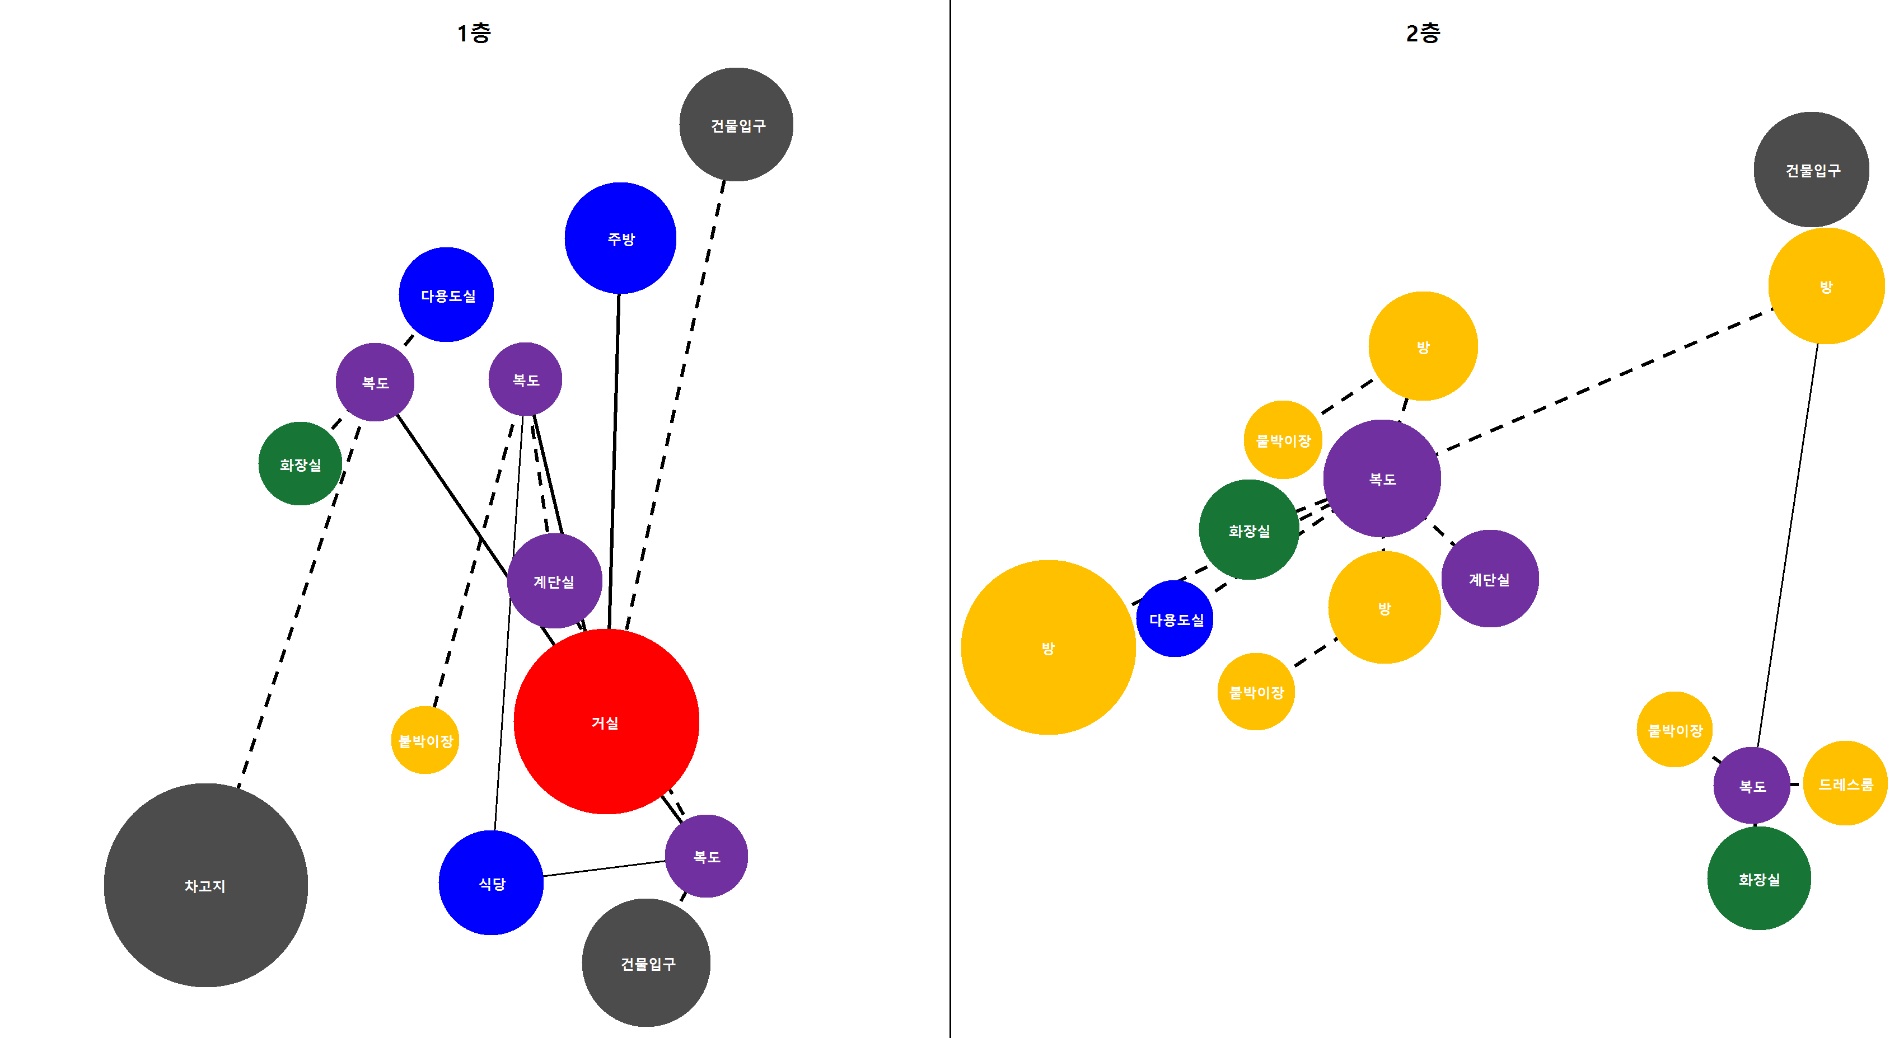 1층
건물입구
주방
다용도실
복도
복도
화장실
계단실
거실
붙박이장
식당
복도
차고지
건물입구
2층
건물입구
방
방
붙박이장
복도
화장실
계단실
방
다용도실
방
붙박이장
붙박이장
복도
드레스룸
화장실